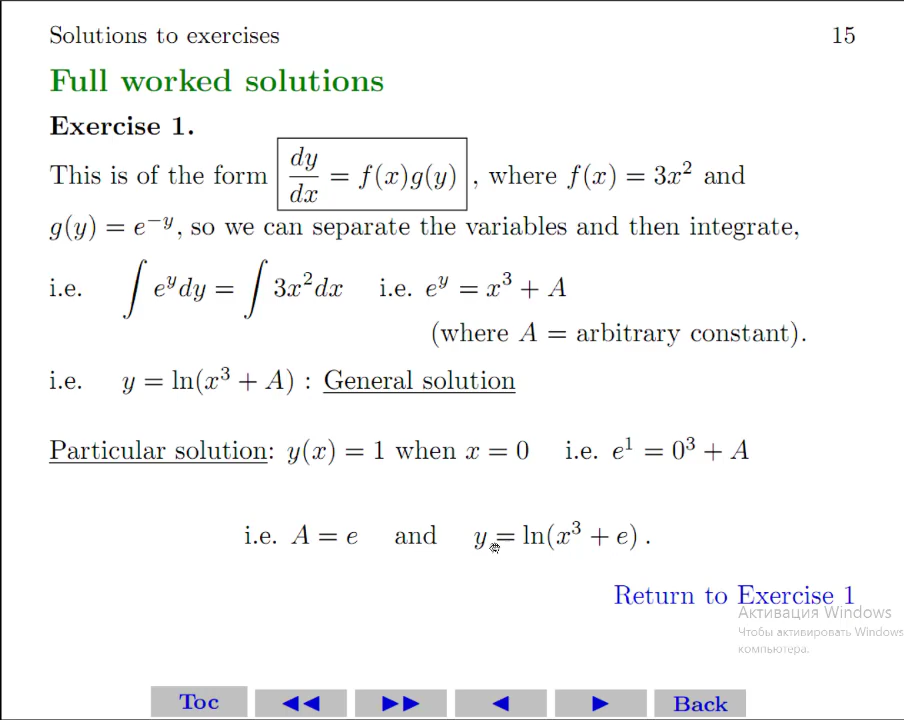 Solutions to exercises 15
Full worked solutions
Exercise 1.
This is of the form dy/dx = f(x)g(y) , where f(x) = 3x² and
g(y) = e⁻ʸ, so we can separate the variables and then integrate,
i.e. ∫ eʸdy = ∫ 3x²dx i.e. eʸ = x³ + A
(where A = arbitrary constant).
i.e. y = ln(x³ + A) : General solution
Particular solution: y(x) = 1 when x = 0 i.e. e¹ = 0³ + A
i.e. A = e and y = ln(x³ + e) .
Return to Exercise 1
Активация Windows
Чтобы активировать Windows
компьютера.
Toc ◀◀ ▶▶ ◀ ▶ Back